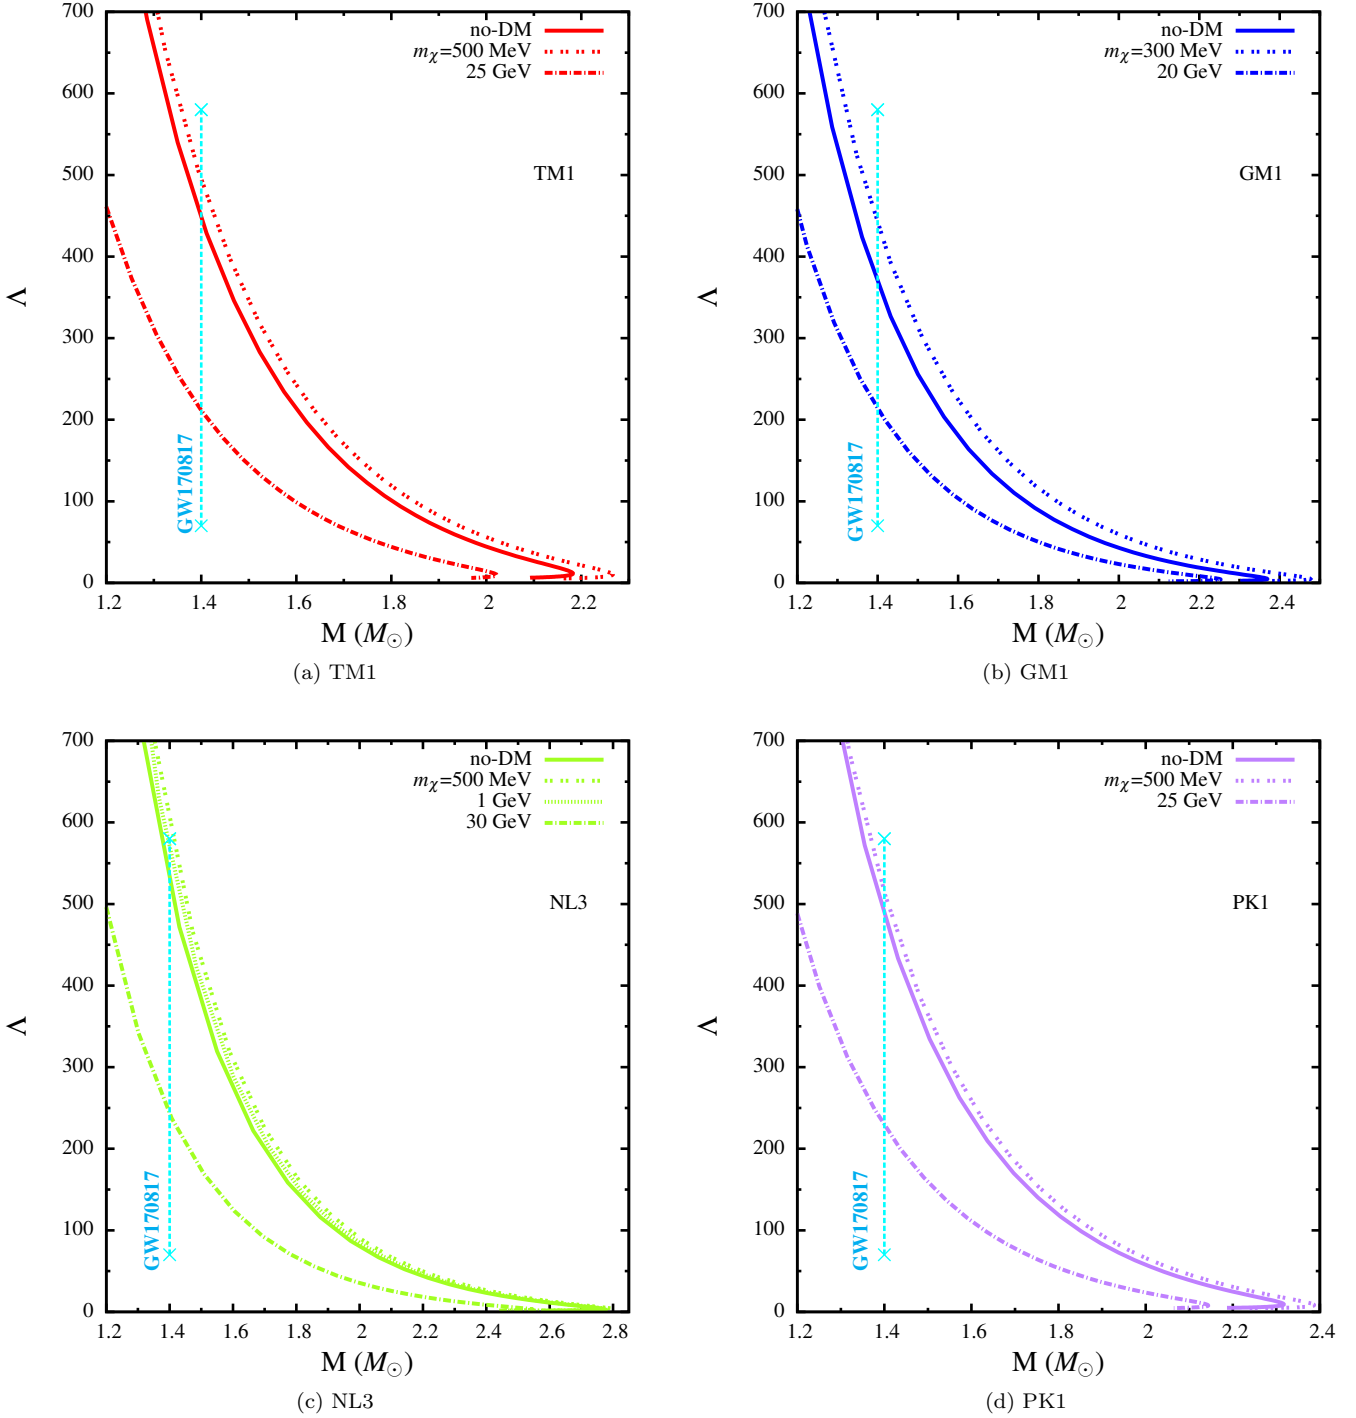 700
600
500
400
300
200
100
0
Λ
no-DM
mχ=500 MeV
25 GeV
TM1
GW170817
1.2 1.4 1.6 1.8 2 2.2
M (M⊙)
(a) TM1
700
600
500
400
300
200
100
0
Λ
no-DM
mχ=300 MeV
20 GeV
GM1
GW170817
1.2 1.4 1.6 1.8 2 2.2 2.4
M (M⊙)
(b) GM1
700
600
500
400
300
200
100
0
Λ
no-DM
mχ=500 MeV
1 GeV
30 GeV
NL3
GW170817
1.2 1.4 1.6 1.8 2 2.2 2.4 2.6 2.8
M (M⊙)
(c) NL3
700
600
500
400
300
200
100
0
Λ
no-DM
mχ=500 MeV
25 GeV
PK1
GW170817
1.2 1.4 1.6 1.8 2 2.2 2.4
M (M⊙)
(d) PK1